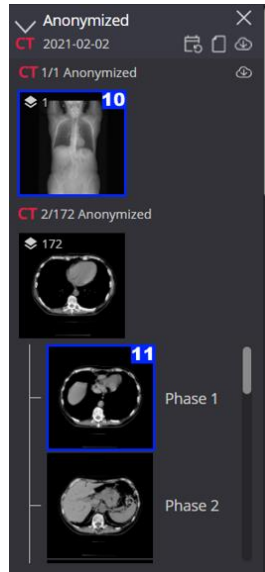 Anonymized
CT 2021-02-02
CT 1/1 Anonymized
1 10
CT 2/172 Anonymized
172
11
Phase 1
Phase 2